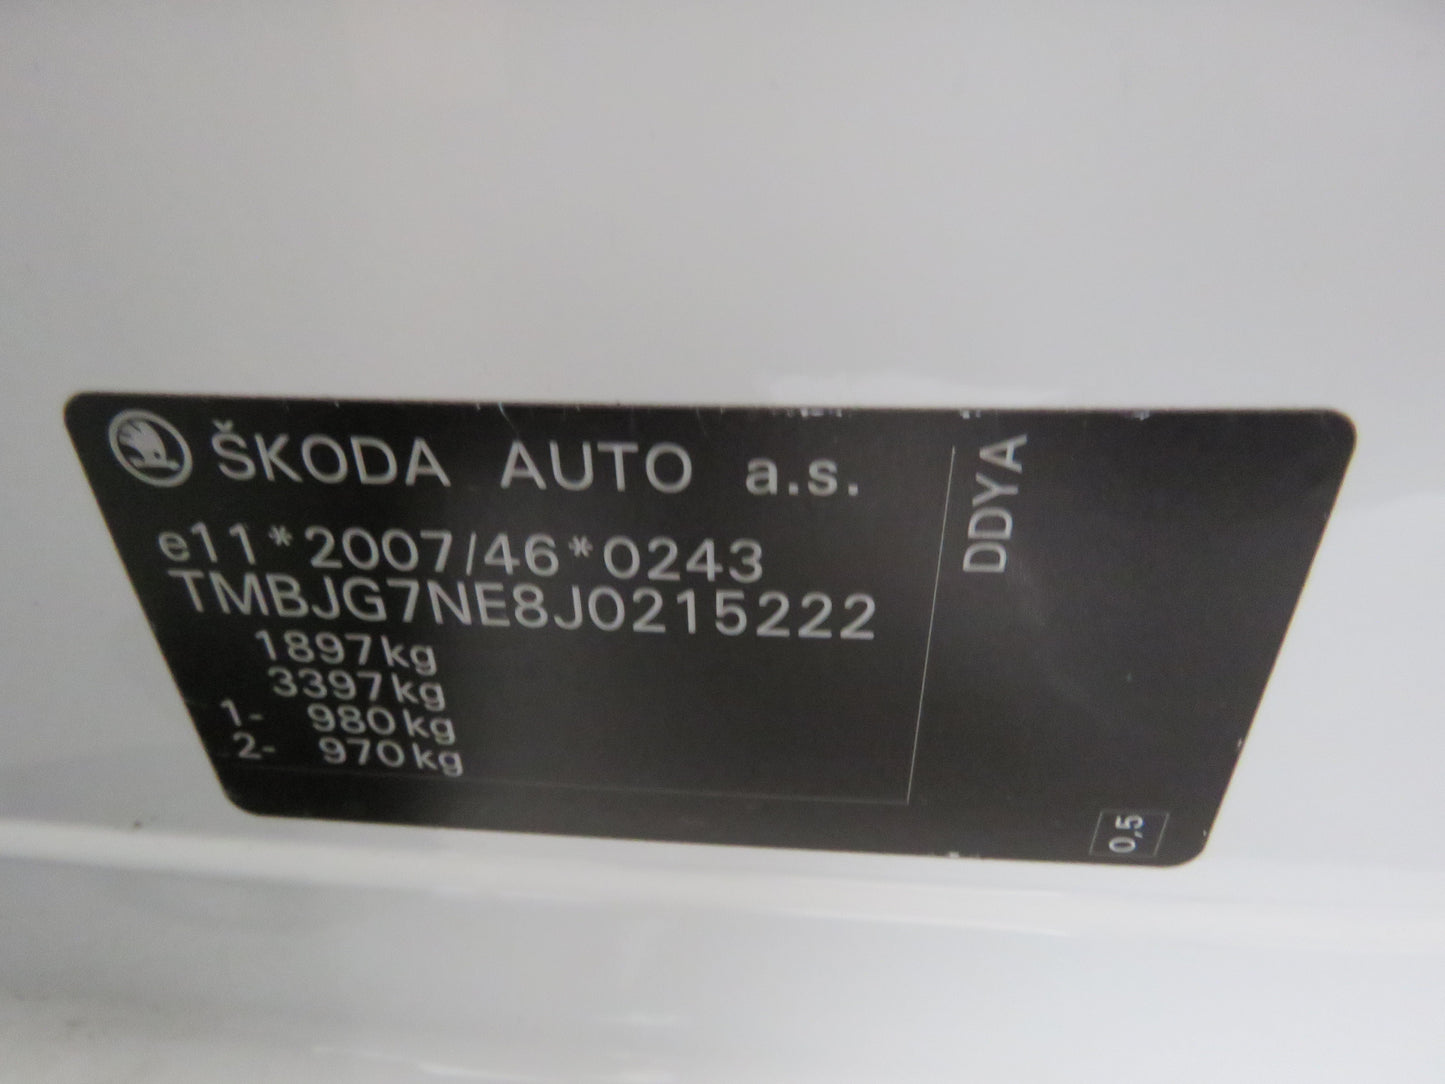 ŠKODA AUTO a.s.
e11*2007/46*0243
TMBJG7NE8J0215222
1897kg
3397kg
1- 980kg
2- 970kg
DDYA
0,5